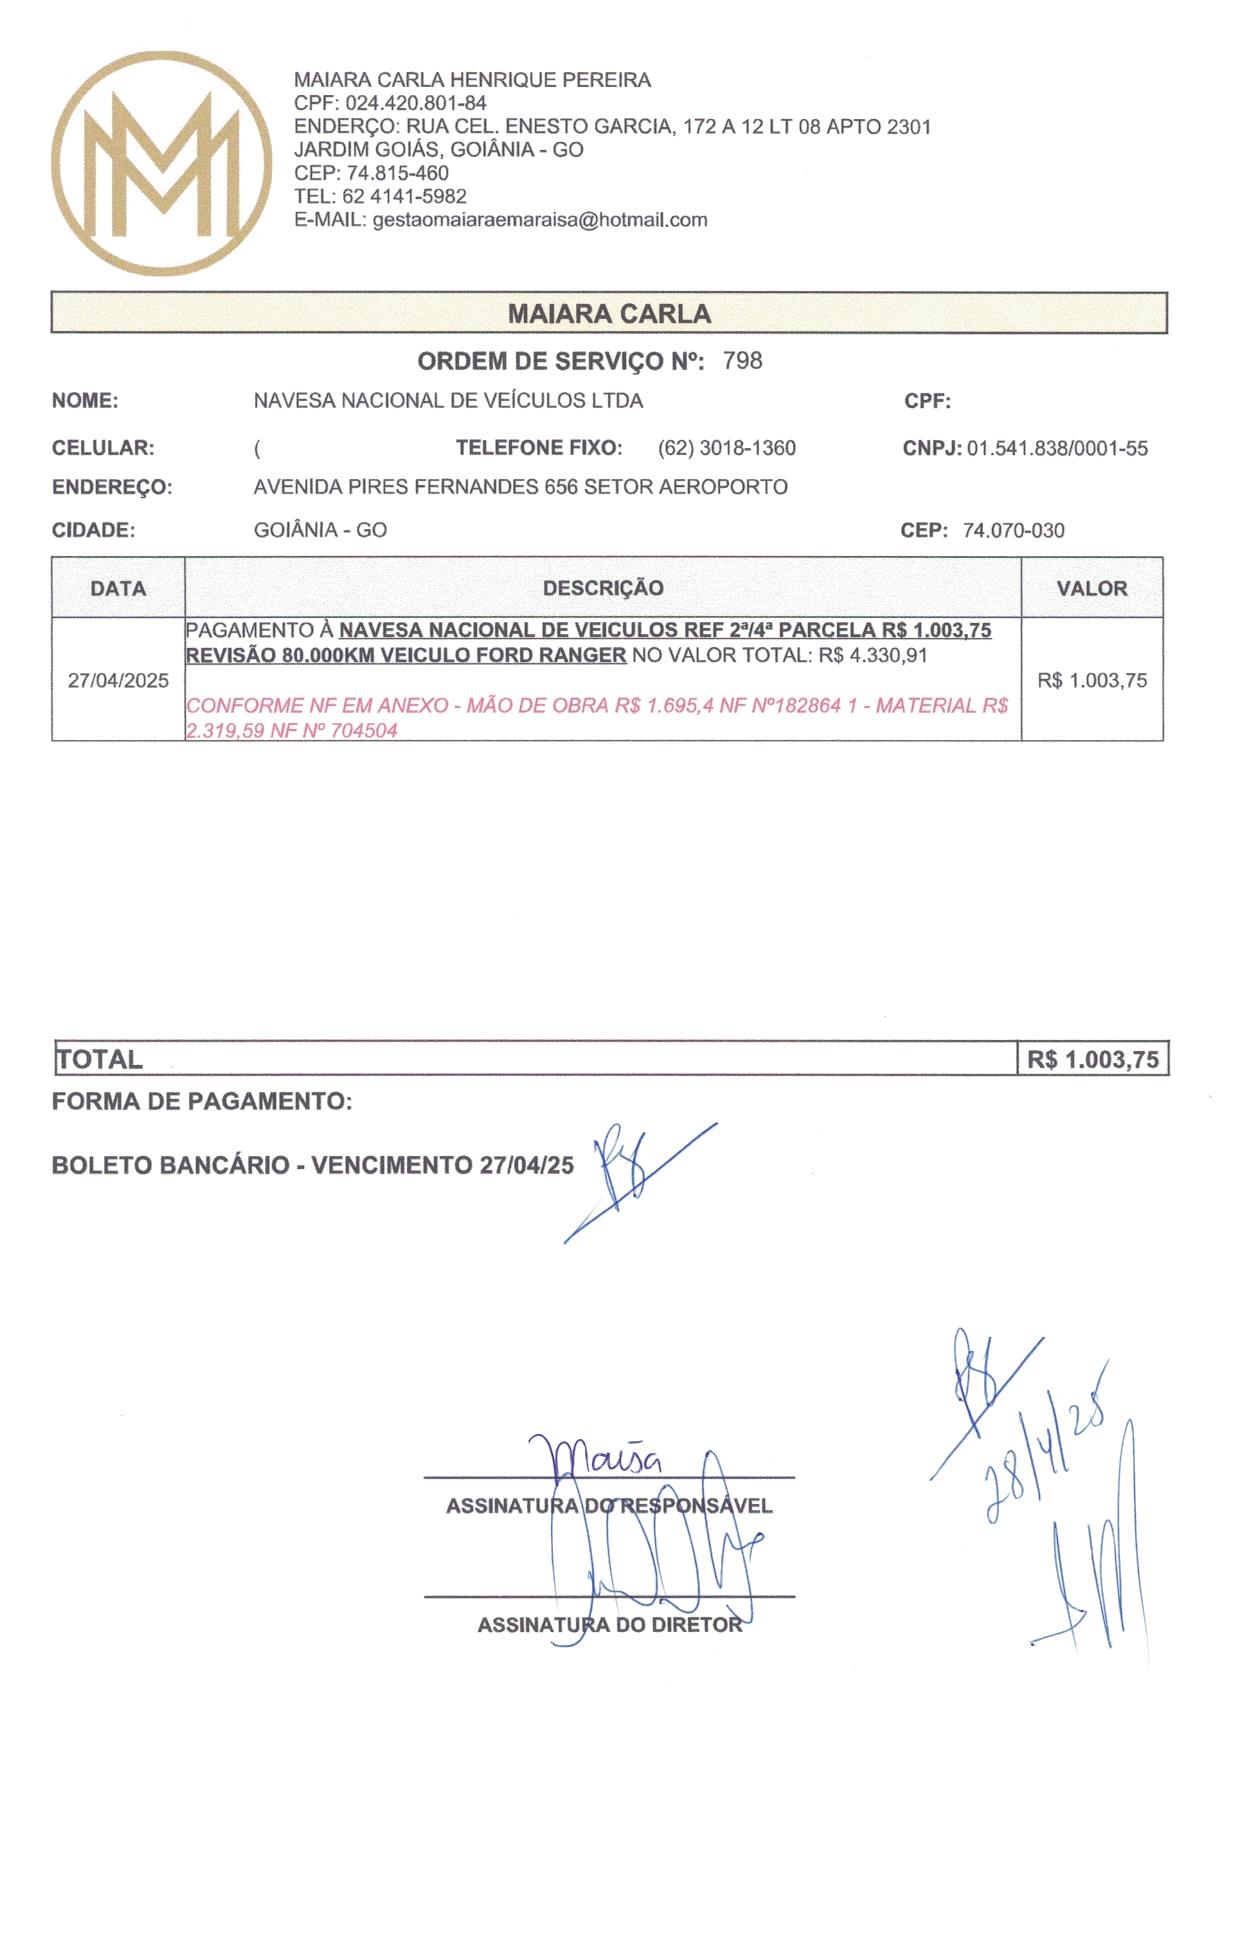 MAIARA CARLA HENRIQUE PEREIRA
CPF: 024.420.801-84
ENDERÇO: RUA CEL. ENESTO GARCIA, 172 A 12 LT 08 APTO 2301
JARDIM GOIÁS, GOIÂNIA - GO
CEP: 74.815-460
TEL: 62 4141-5982
E-MAIL: gestaomaiaraemaraisa@hotmail.com
MAIARA CARLA
ORDEM DE SERVIÇO Nº: 798
NOME: NAVESA NACIONAL DE VEÍCULOS LTDA CPF:
CELULAR: ( TELEFONE FIXO: (62) 3018-1360 CNPJ: 01.541.838/0001-55
ENDEREÇO: AVENIDA PIRES FERNANDES 656 SETOR AEROPORTO
CIDADE: GOIÂNIA - GO CEP: 74.070-030
DATA DESCRIÇÃO VALOR
PAGAMENTO À NAVESA NACIONAL DE VEICULOS REF 2ª/4ª PARCELA R$ 1.003,75
REVISÃO 80.000KM VEICULO FORD RANGER NO VALOR TOTAL: R$ 4.330,91
27/04/2025 R$ 1.003,75
CONFORME NF EM ANEXO - MÃO DE OBRA R$ 1.695,4 NF Nº182864 1 - MATERIAL R$
2.319,59 NF Nº 704504
TOTAL R$ 1.003,75
FORMA DE PAGAMENTO:
BOLETO BANCÁRIO - VENCIMENTO 27/04/25
28/4/25
ASSINATURA DO RESPONSÁVEL
ASSINATURA DO DIRETOR